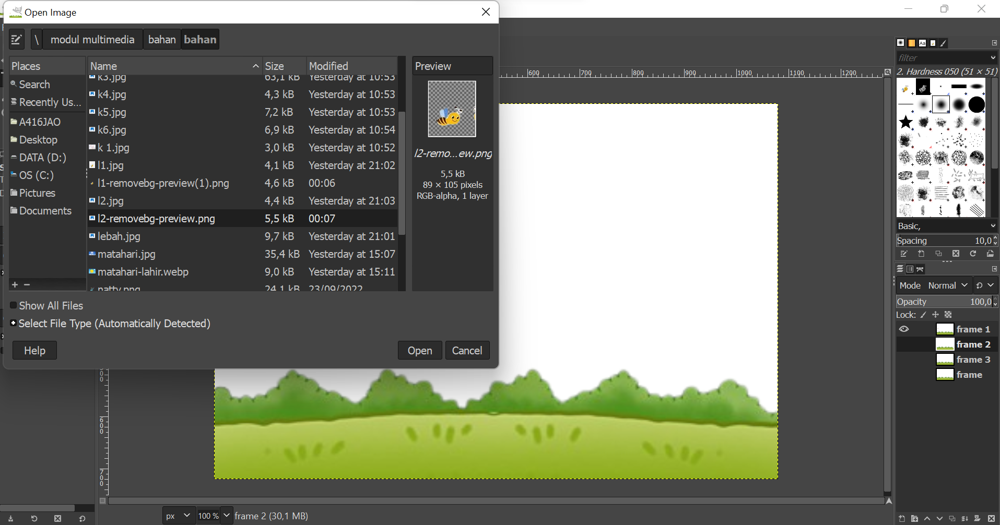 Open Image
\ modul multimedia bahan bahan
Places
Search
Recently Us...
A416JAO
Desktop
DATA (D:)
OS (C:)
Pictures
Documents
Name Size Modified
k3.jpg 63,1 kB Yesterday at 10:53
k4.jpg 4,3 kB Yesterday at 10:53
k5.jpg 7,2 kB Yesterday at 10:53
k6.jpg 6,9 kB Yesterday at 10:54
k 1.jpg 3,0 kB Yesterday at 10:52
l1.jpg 4,1 kB Yesterday at 21:02
l1-removebg-preview(1).png 4,6 kB 00:06
l2.jpg 4,4 kB Yesterday at 21:03
l2-removebg-preview.png 5,5 kB 00:07
lebah.jpg 9,7 kB Yesterday at 21:01
matahari.jpg 35,4 kB Yesterday at 15:07
matahari-lahir.webp 9,0 kB Yesterday at 15:11
natty.png 24,1 kB 23/09/2022
Preview
l2-remo...ew.png
5,5 kB
89 × 105 pixels
RGB-alpha, 1 layer
Show All Files
Select File Type (Automatically Detected)
Help Open Cancel
600 700 800 900 1000 1100 1200
600
700
px 100 % frame 2 (30,1 MB)
Aa
filter
2. Hardness 050 (51 × 51)
Basic,
Spacing 10,0
Mode Normal
Opacity 100,0
Lock:
frame 1
frame 2
frame 3
frame